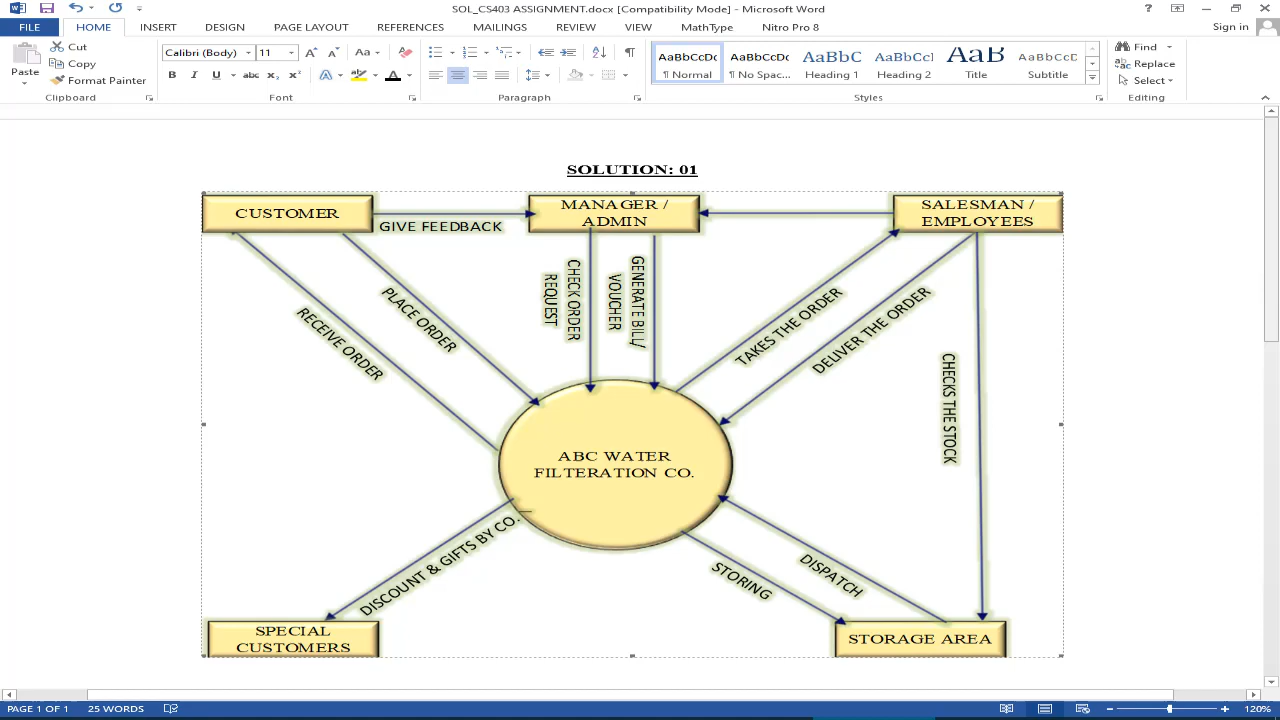 SOL_CS403 ASSIGNMENT.docx [Compatibility Mode] - Microsoft Word
FILE HOME INSERT DESIGN PAGE LAYOUT REFERENCES MAILINGS REVIEW VIEW MathType Nitro Pro 8 Sign in
Paste
Cut
Copy
Format Painter
Clipboard
Calibri (Body) 11
Font
Paragraph
AaBbCcDc AaBbCcDc AaBbC AaBbCc AaB AaBbCcD
¶ Normal ¶ No Spac... Heading 1 Heading 2 Title Subtitle
Styles
Find
Replace
Select
Editing
SOLUTION: 01
CUSTOMER
GIVE FEEDBACK
MANAGER /
ADMIN
SALESMAN /
EMPLOYEES
RECEIVE ORDER
PLACE ORDER
CHECK ORDER
REQUEST
GENERATE BILL/
VOUCHER
TAKES THE ORDER
DELIVER THE ORDER
CHECKS THE STOCK
ABC WATER
FILTERATION CO.
DISCOUNT & GIFTS BY CO.
STORING
DISPATCH
SPECIAL
CUSTOMERS
STORAGE AREA
PAGE 1 OF 1 25 WORDS 120%